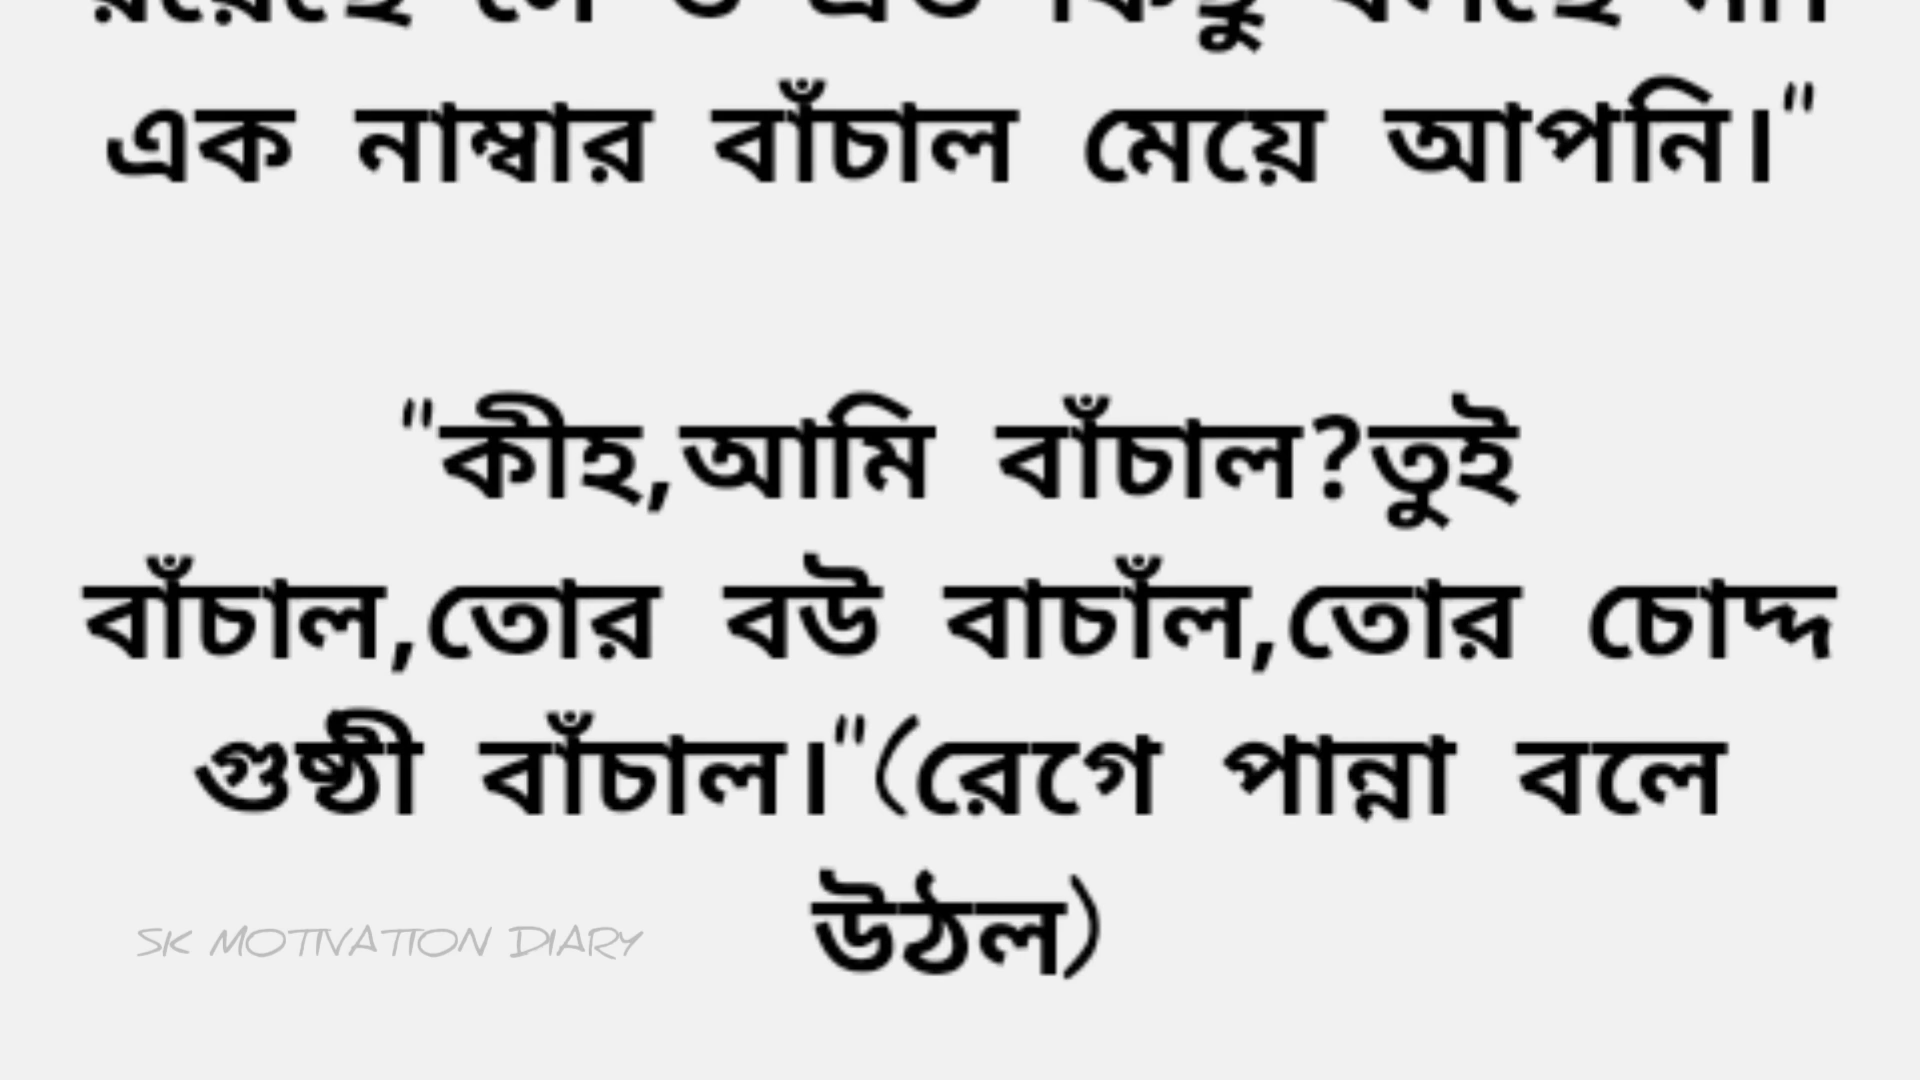 এক নাম্বার বাঁচাল মেয়ে আপনি।"
"কীহ,আমি বাঁচাল?তুই
বাঁচাল,তোর বউ বাচাঁল,তোর চোদ্দ
গুষ্ঠী বাঁচাল।"(রেগে পান্না বলে
উঠল)
SK MOTIVATION DIARY